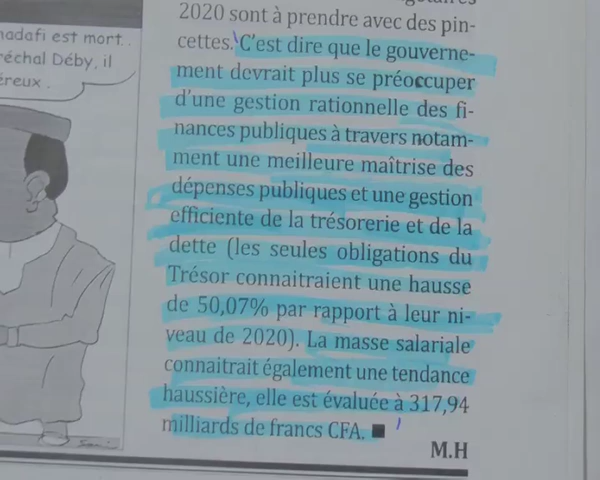 2020 sont à prendre avec des pin-
cettes. C'est dire que le gouverne-
ment devrait plus se préoccuper
d'une gestion rationnelle des fi-
nances publiques à travers notam-
ment une meilleure maîtrise des
dépenses publiques et une gestion
efficiente de la trésorerie et de la
dette (les seules obligations du
Trésor connaitraient une hausse
de 50,07% par rapport à leur ni-
veau de 2020). La masse salariale
connaitrait également une tendance
haussière, elle est évaluée à 317,94
milliards de francs CFA. ■
M.H
hadafi est mort..
réchal Déby, il
éreux .